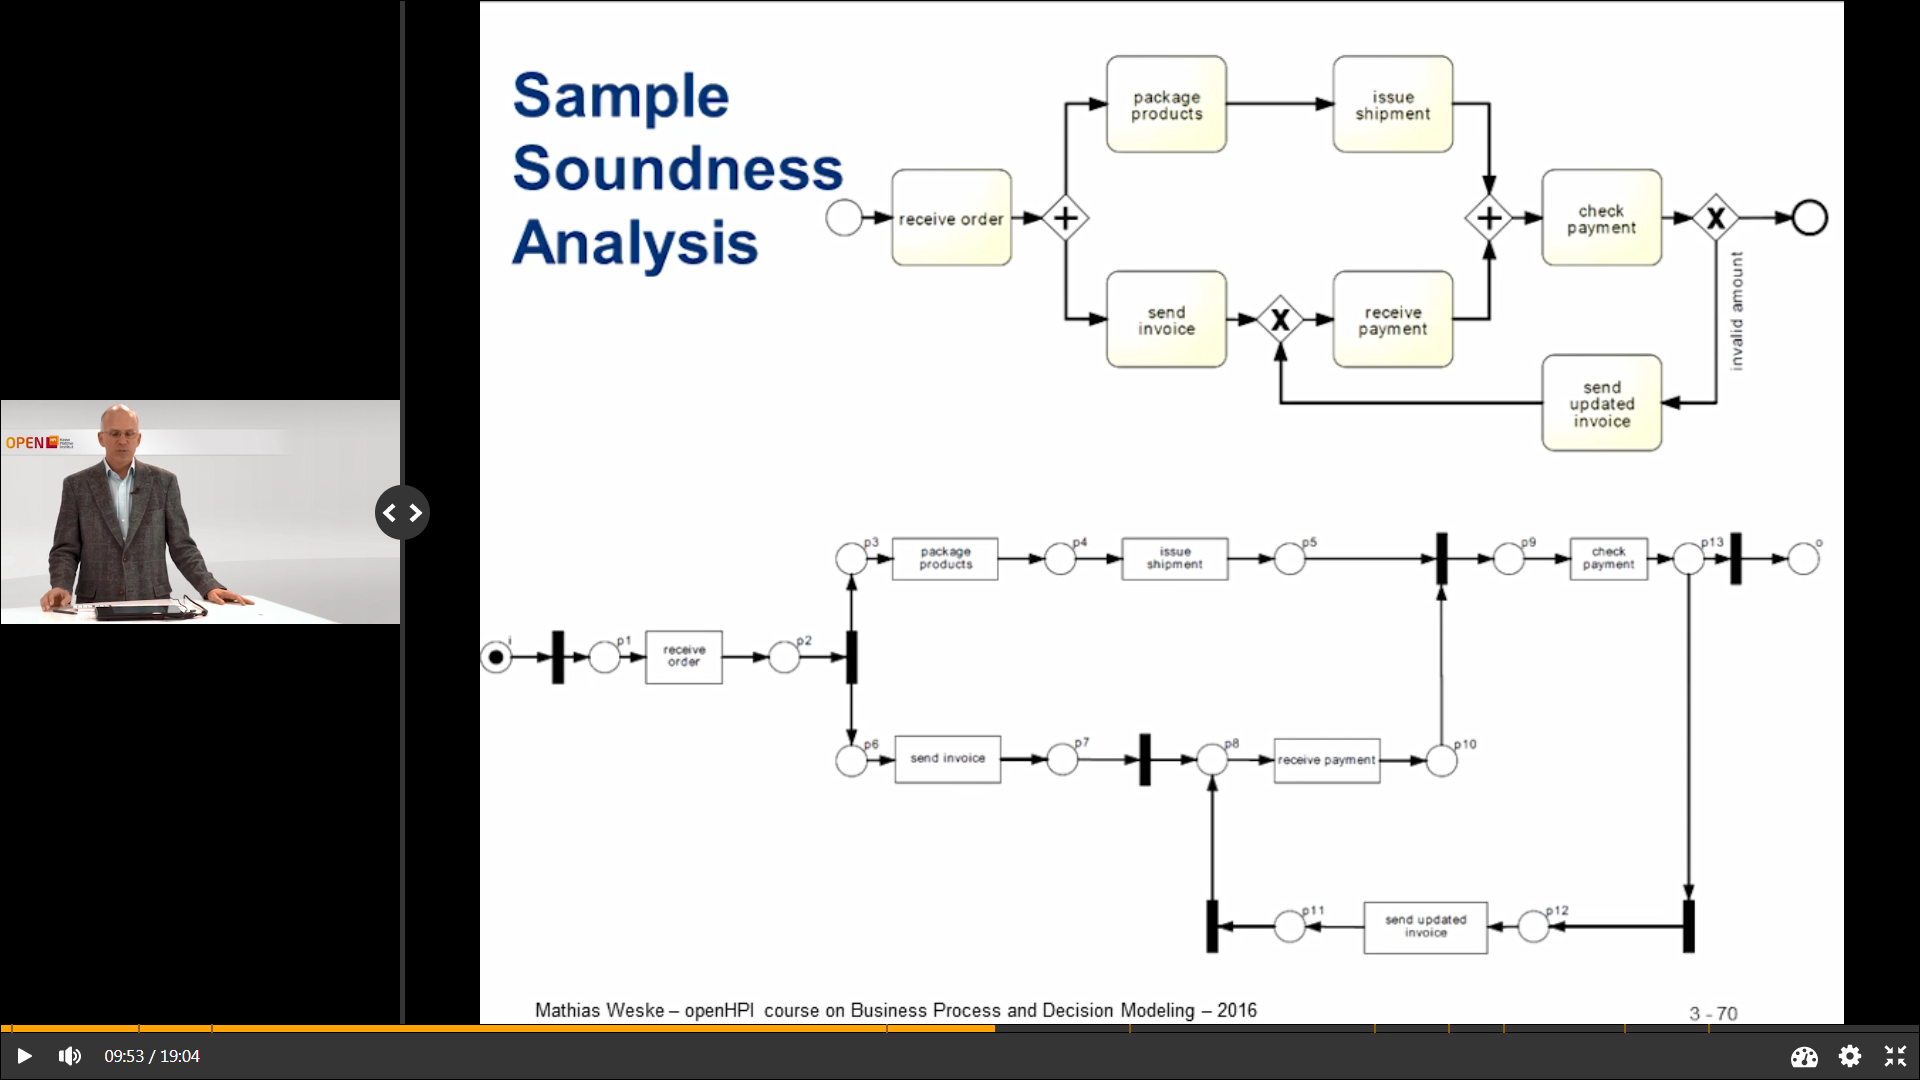 Sample
Soundness
Analysis
receive order
package
products
issue
shipment
send
invoice
receive
payment
check
payment
invalid amount
send
updated
invoice
OPEN
i
p1
receive
order
p2
p3
package
products
p4
issue
shipment
p5
p9
check
payment
p13
o
p6
send invoice
p7
p8
receive payment
p10
p11
send updated
invoice
p12
Mathias Weske – openHPI course on Business Process and Decision Modeling – 2016
3 - 70
09:53 / 19:04